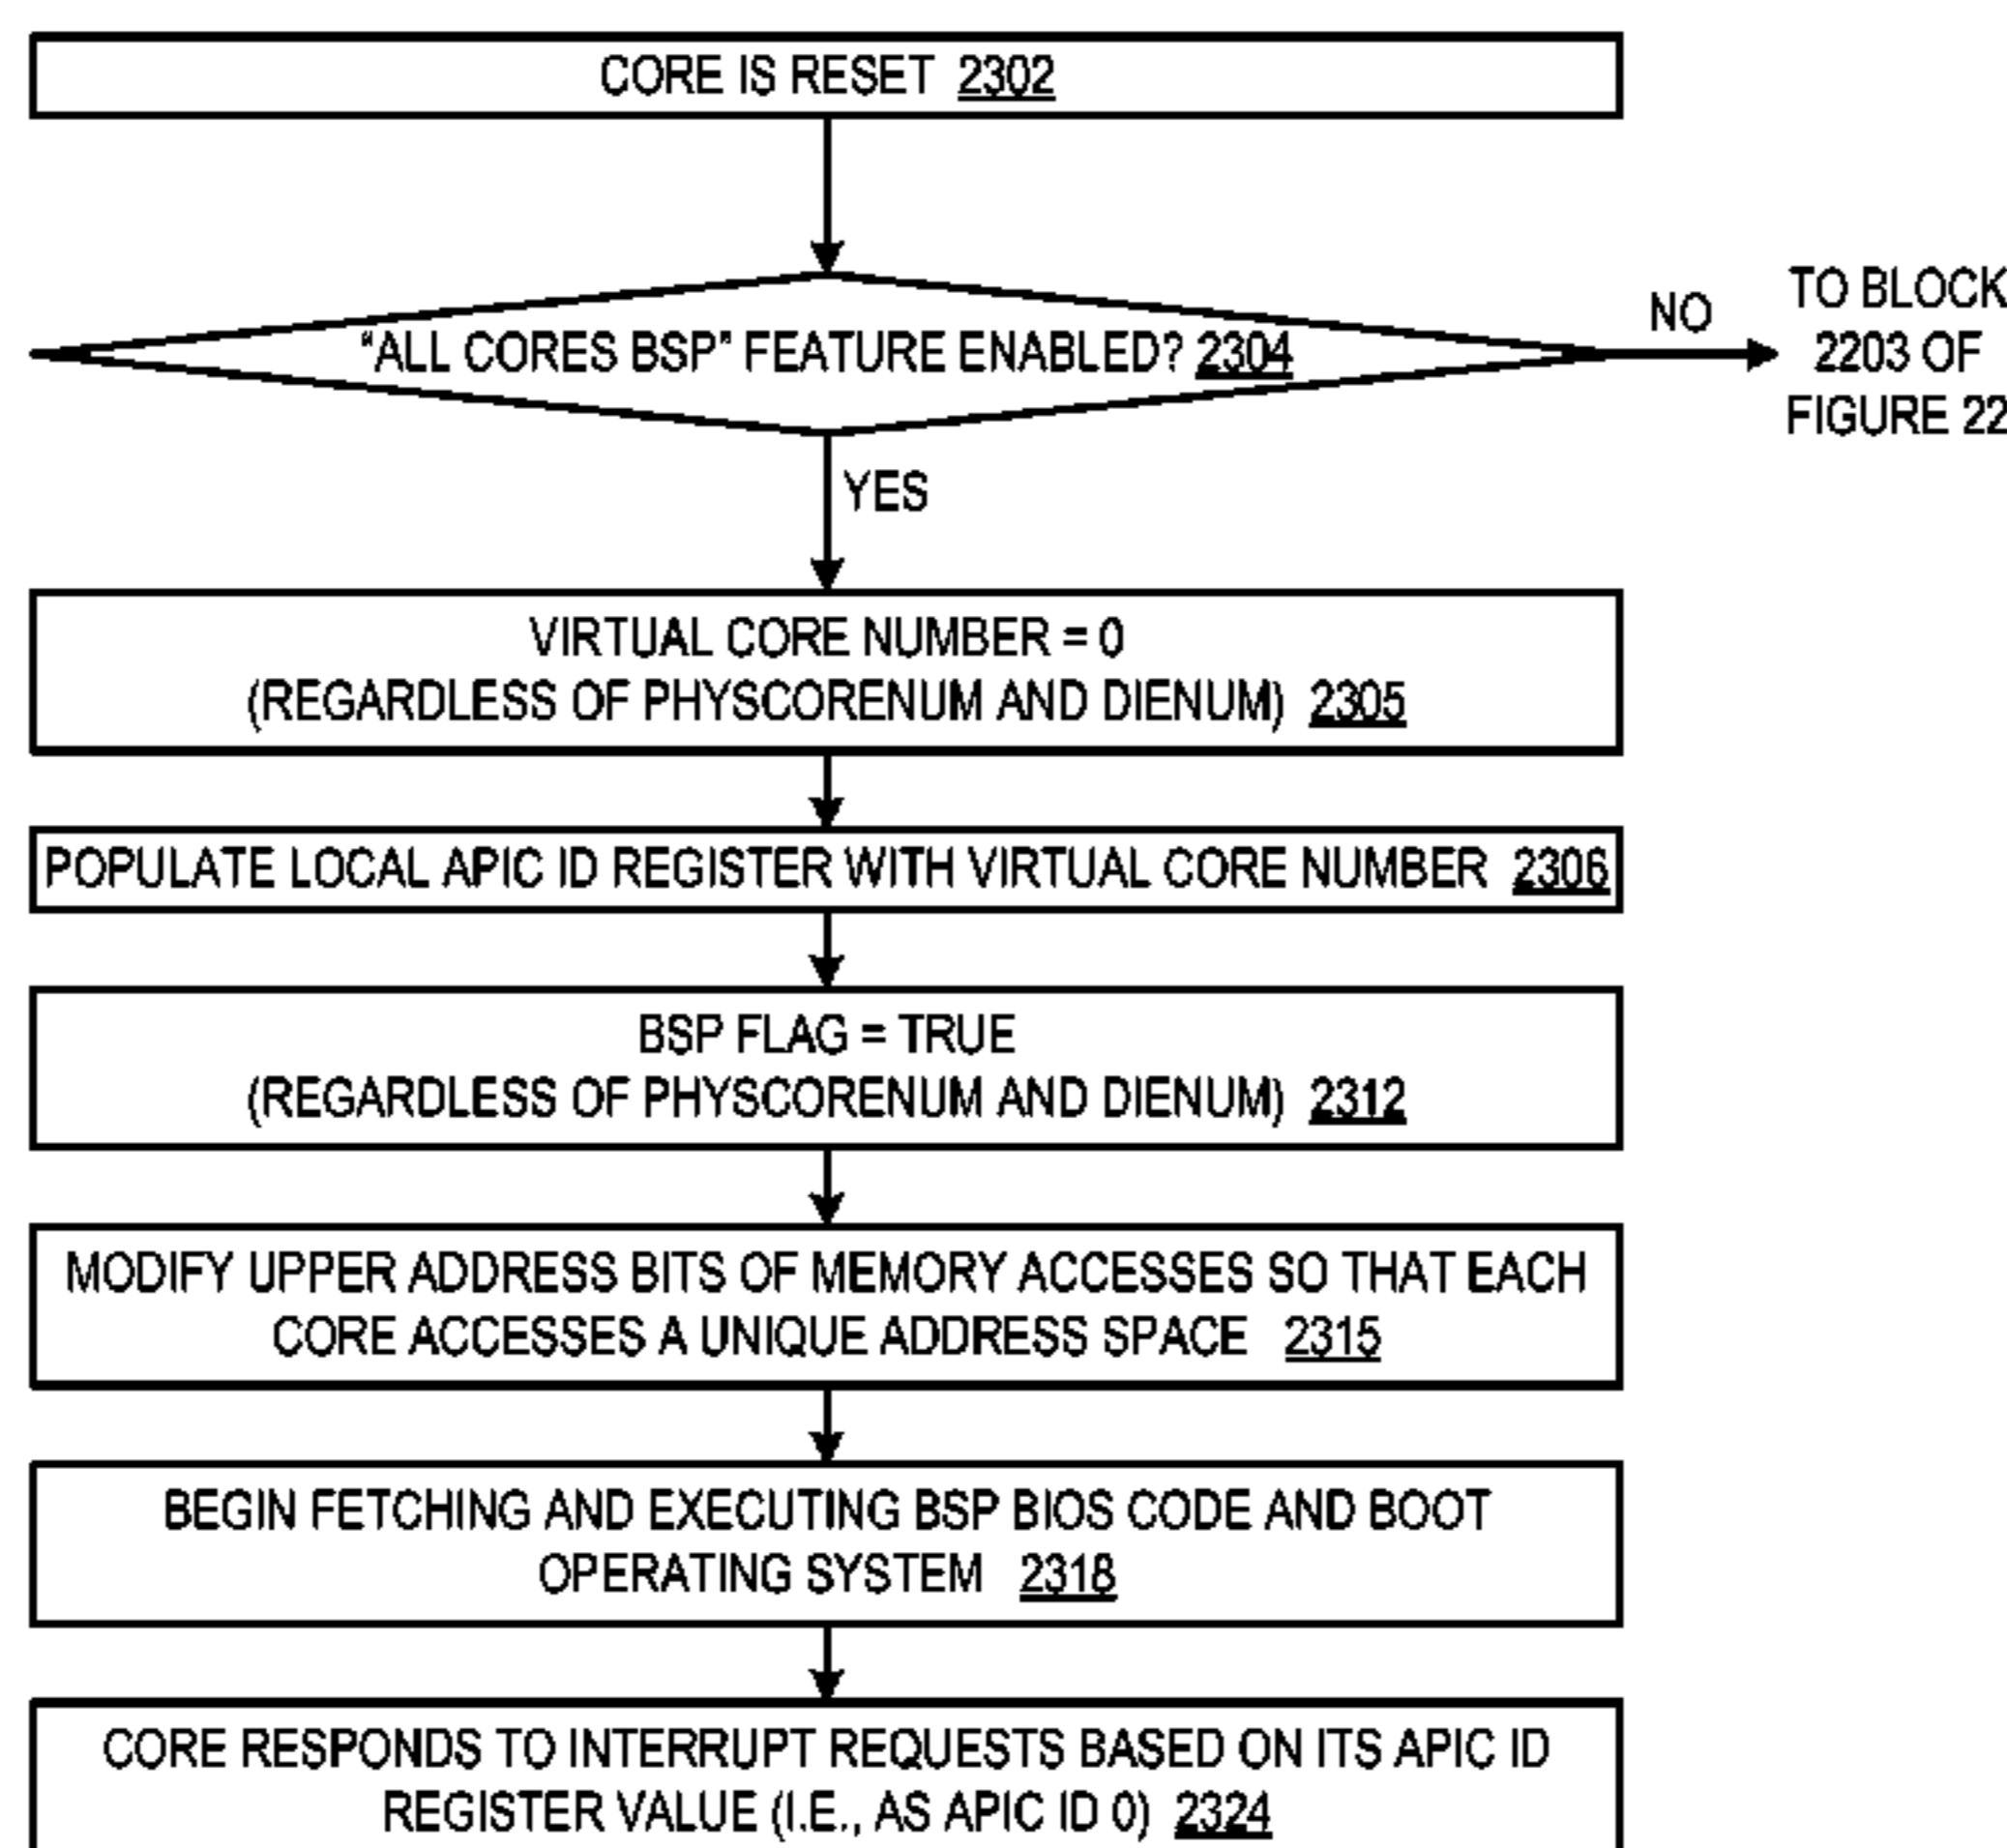 CORE IS RESET 2302
"ALL CORES BSP" FEATURE ENABLED? 2304
NO
TO BLOCK
2203 OF
FIGURE 22
YES
VIRTUAL CORE NUMBER = 0
(REGARDLESS OF PHYSCORENUM AND DIENUM) 2305
POPULATE LOCAL APIC ID REGISTER WITH VIRTUAL CORE NUMBER 2306
BSP FLAG = TRUE
(REGARDLESS OF PHYSCORENUM AND DIENUM) 2312
MODIFY UPPER ADDRESS BITS OF MEMORY ACCESSES SO THAT EACH
CORE ACCESSES A UNIQUE ADDRESS SPACE 2315
BEGIN FETCHING AND EXECUTING BSP BIOS CODE AND BOOT
OPERATING SYSTEM 2318
CORE RESPONDS TO INTERRUPT REQUESTS BASED ON ITS APIC ID
REGISTER VALUE (I.E., AS APIC ID 0) 2324